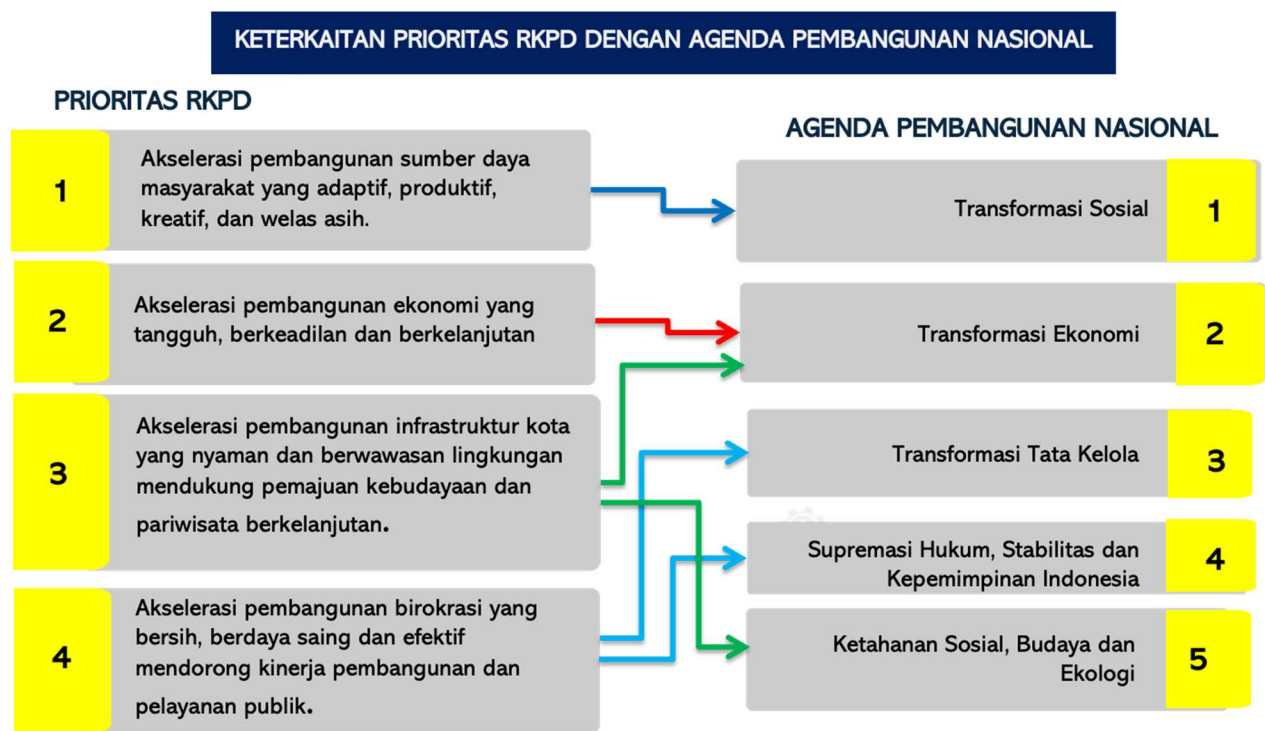 KETERKAITAN PRIORITAS RKPD DENGAN AGENDA PEMBANGUNAN NASIONAL
PRIORITAS RKPD
1
Akselerasi pembangunan sumber daya
masyarakat yang adaptif, produktif,
kreatif, dan welas asih.
2
Akselerasi pembangunan ekonomi yang
tangguh, berkeadilan dan berkelanjutan
3
Akselerasi pembangunan infrastruktur kota
yang nyaman dan berwawasan lingkungan
mendukung pemajuan kebudayaan dan
pariwisata berkelanjutan.
4
Akselerasi pembangunan birokrasi yang
bersih, berdaya saing dan efektif
mendorong kinerja pembangunan dan
pelayanan publik.
AGENDA PEMBANGUNAN NASIONAL
Transformasi Sosial
1
Transformasi Ekonomi
2
Transformasi Tata Kelola
3
Supremasi Hukum, Stabilitas dan
Kepemimpinan Indonesia
4
Ketahanan Sosial, Budaya dan
Ekologi
5